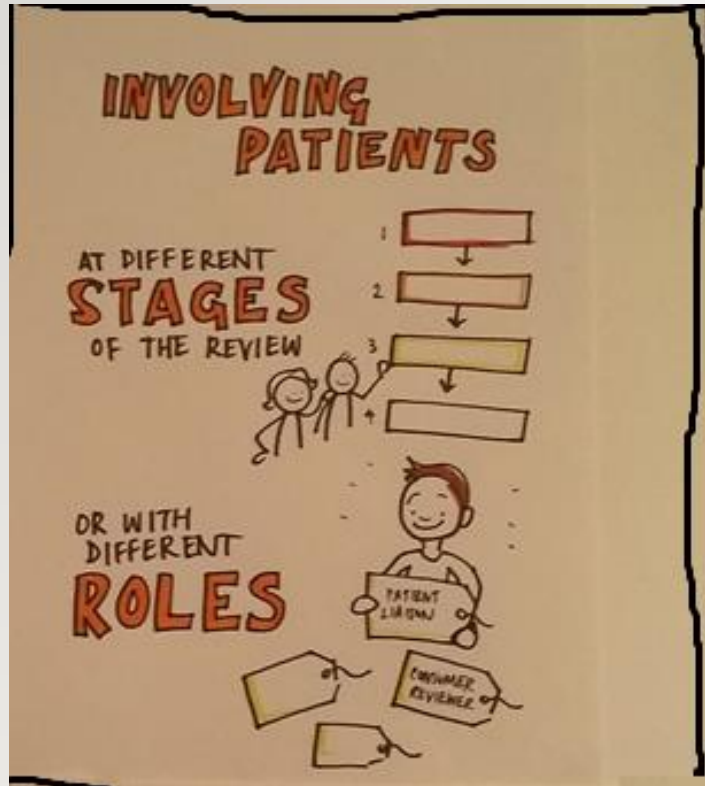 INVOLVING
PATIENTS
AT DIFFERENT
STAGES
OF THE REVIEW
1
2
3
4
OR WITH
DIFFERENT
ROLES
PATIENT
LIAISON
CONSUMER
REVIEWER